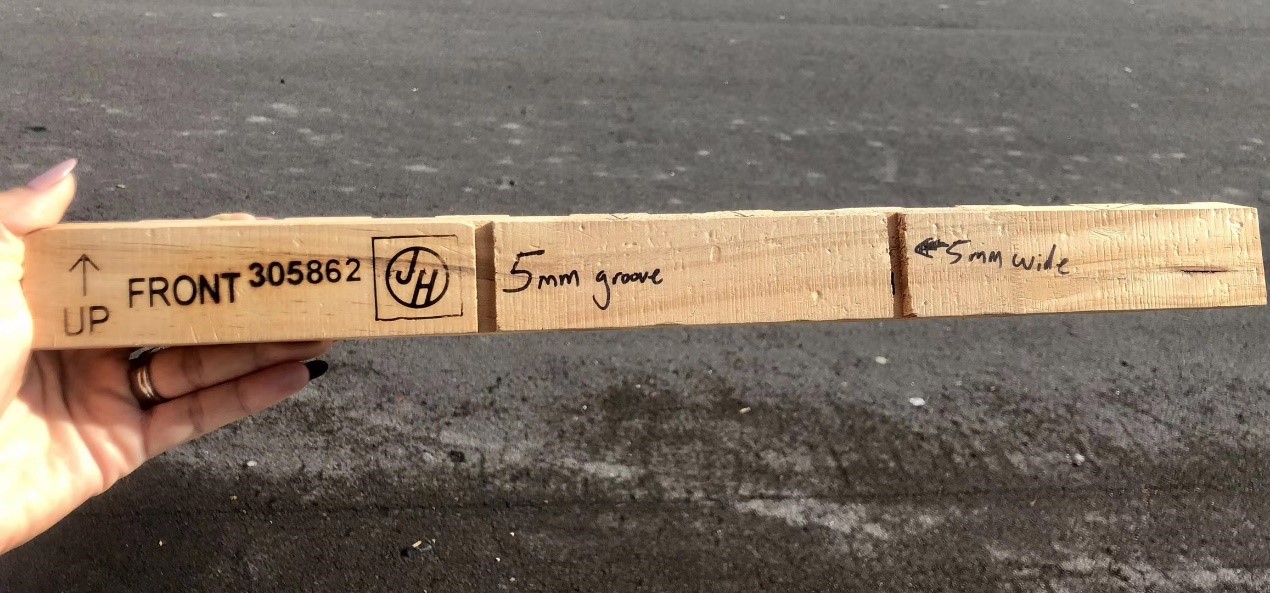 ↑
UP
FRONT 305862
JH
5mm groove
←5mm wide